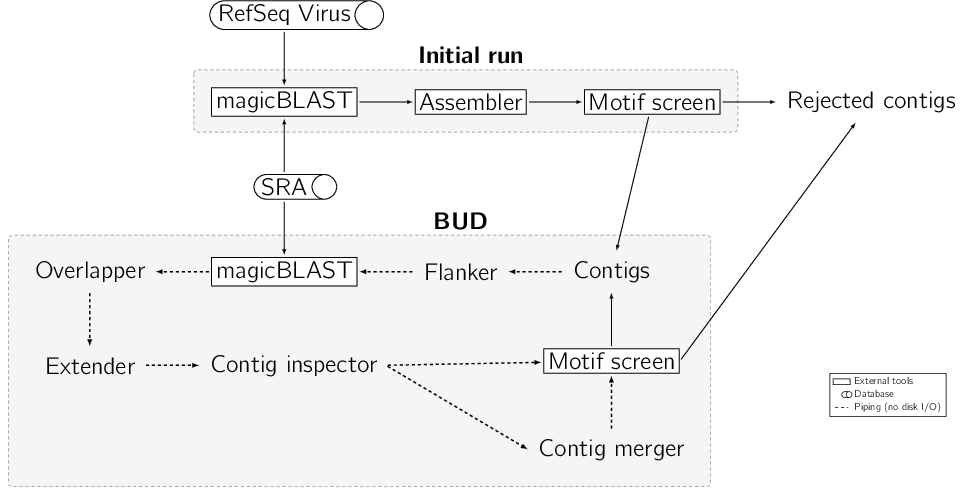 RefSeq Virus
Initial run
magicBLAST
Assembler
Motif screen
Rejected contigs
SRA
BUD
Overlapper
magicBLAST
Flanker
Contigs
Extender
Contig inspector
Motif screen
Contig merger
External tools
Database
Piping (no disk I/O)